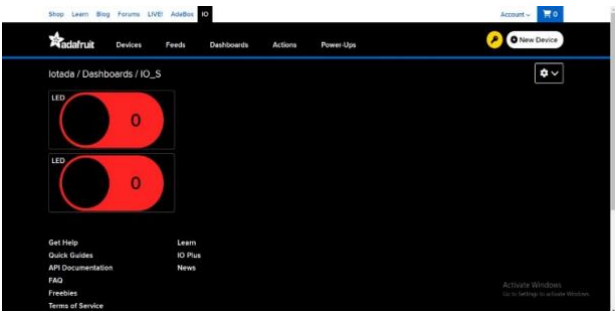 Shop Learn Blog Forums LIVE! AdaBox IO Account 0
adafruit Devices Feeds Dashboards Actions Power-Ups New Device
Iotada / Dashboards / IO_S
LED
0
LED
0
Get Help Learn
Quick Guides IO Plus
API Documentation News
FAQ
Freebies
Terms of Service
Activate Windows
Go to Settings to activate Windows.